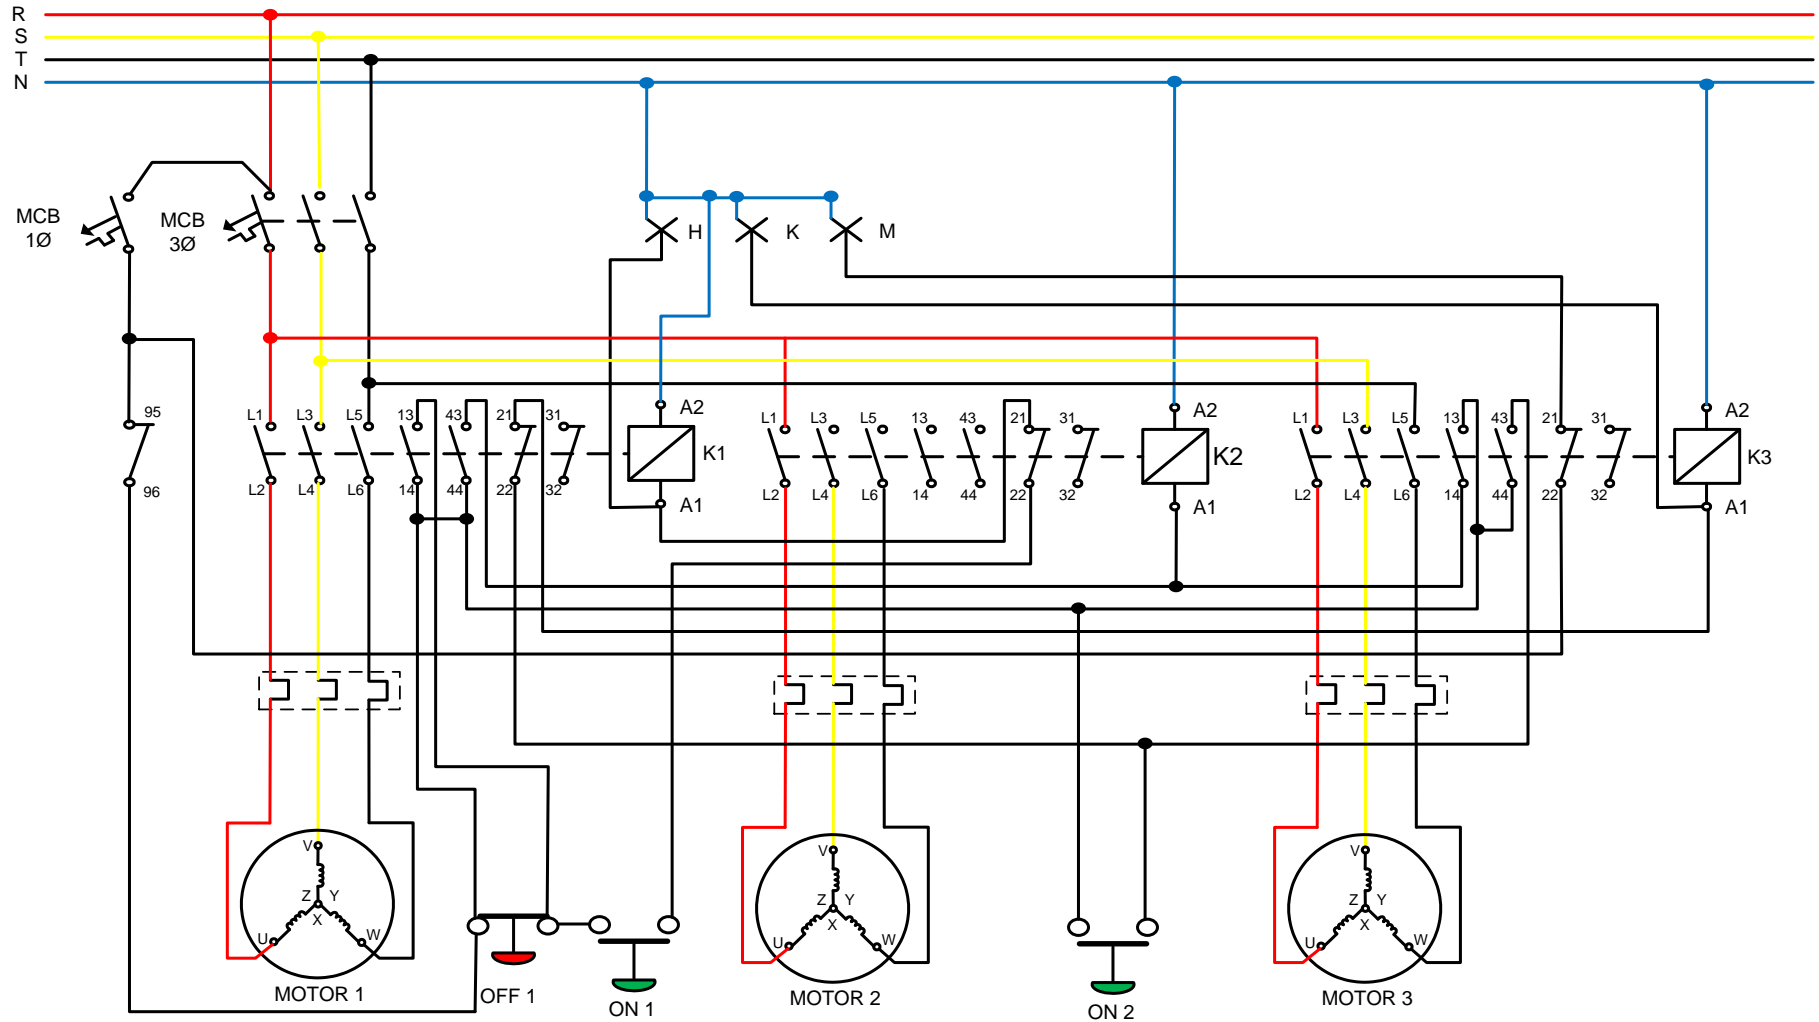 R
S
T
N
MCB
1Ø
MCB
3Ø
H
K
M
95
96
L1
L3
L5
13
43
21
31
A2
K1
L2
L4
L6
14
44
22
32
A1
L1
L3
L5
13
43
21
31
A2
K2
L2
L4
L6
14
44
22
32
A1
L1
L3
L5
13
43
21
31
A2
K3
L2
L4
L6
14
44
22
32
A1
V
Z
Y
X
U
W
MOTOR 1
OFF 1
ON 1
V
Z
Y
X
U
W
MOTOR 2
ON 2
V
Z
Y
X
U
W
MOTOR 3